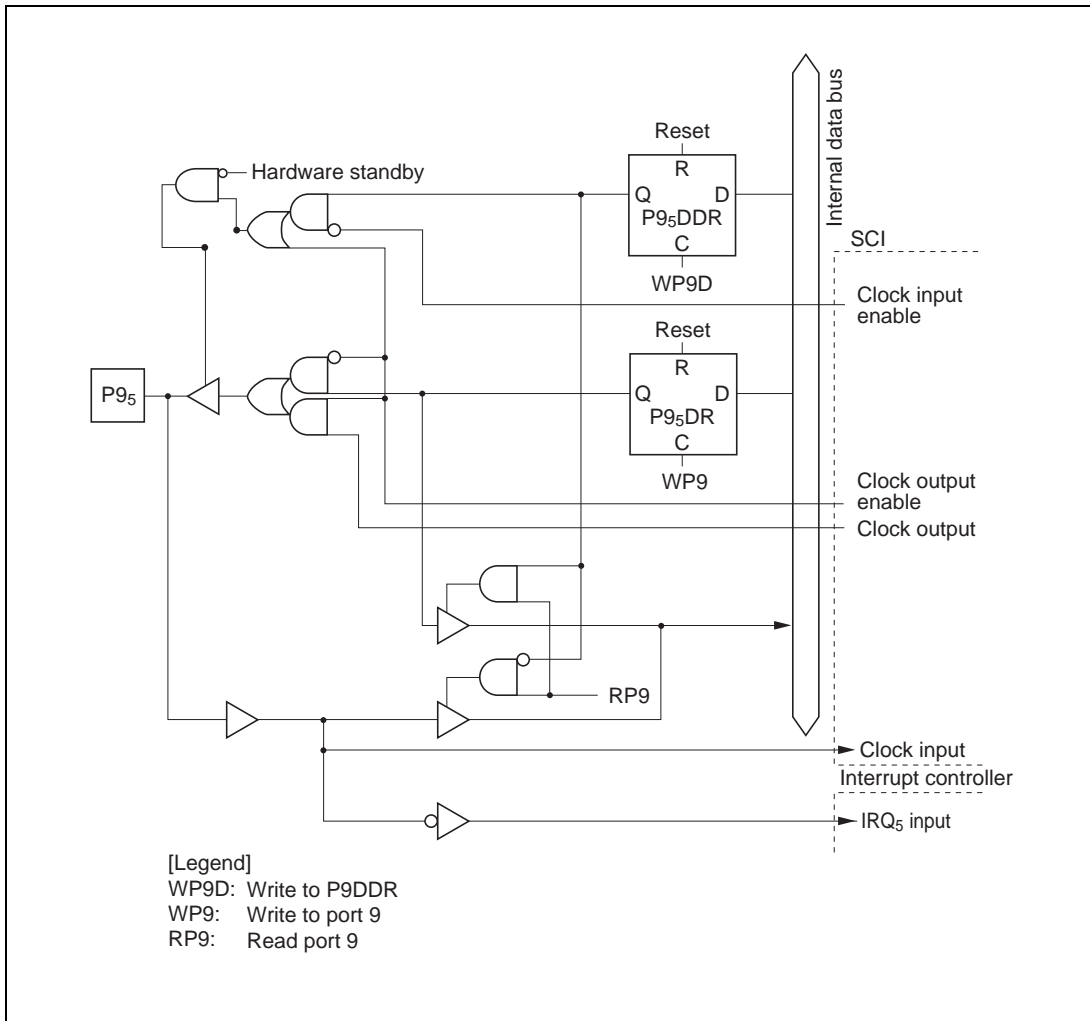 Reset
Internal data bus
Hardware standby
R
Q
D
P9₅DDR
C
SCI
WP9D
Clock input
enable
Reset
R
P9₅
Q
D
P9₅DR
C
WP9
Clock output
enable
Clock output
RP9
Clock input
Interrupt controller
IRQ₅ input
[Legend]
WP9D: Write to P9DDR
WP9: Write to port 9
RP9: Read port 9